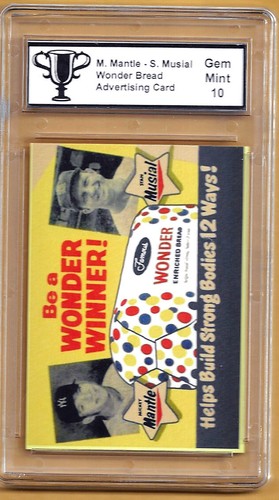 M. Mantle - S. Musial
Wonder Bread
Advertising Card
Gem
Mint
10
Be a
WONDER
WINNER!
STAN
Musial
MICKEY
Mantle
WONDER
ENRICHED BREAD
Helps Build Strong Bodies 12 Ways!